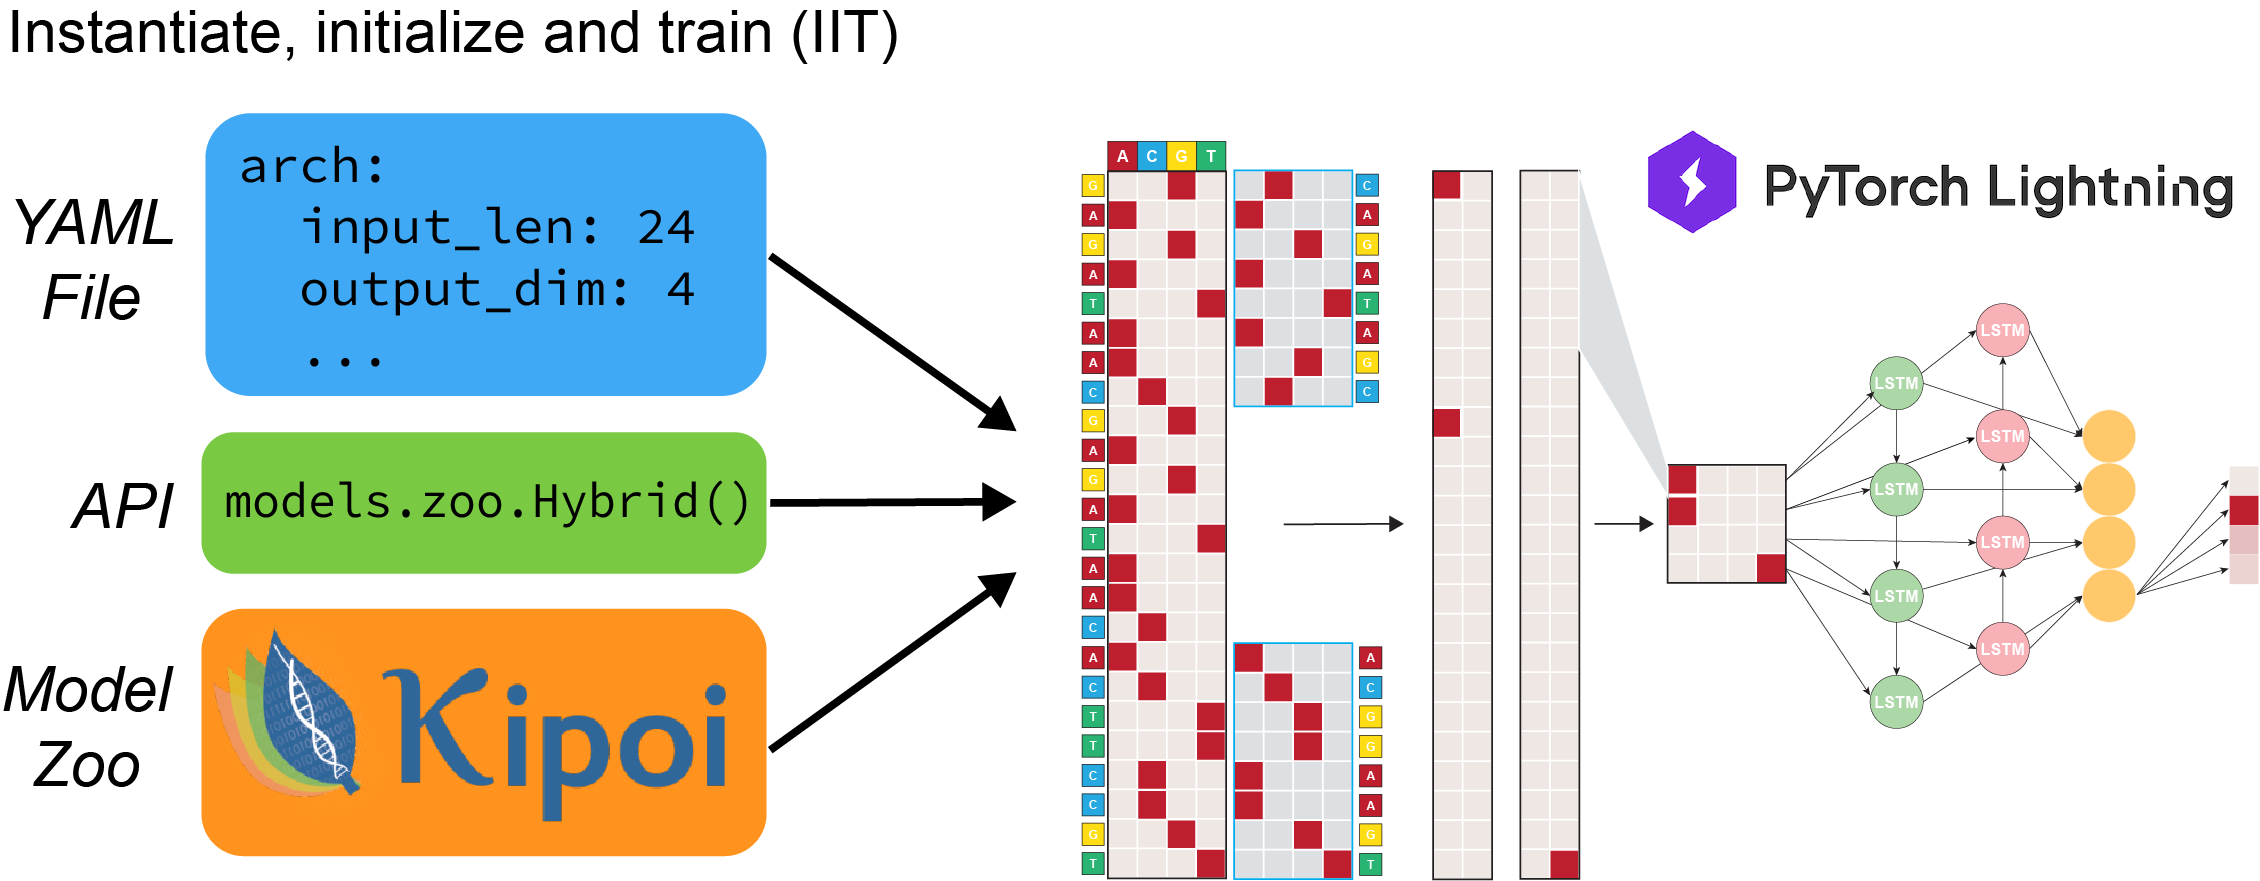 Instantiate, initialize and train (IIT)
YAML
File
arch:
input_len: 24
output_dim: 4
...
API
models.zoo.Hybrid()
Model
Zoo
Kipoi
A C G T
G
A
G
A
T
A
A
C
G
A
G
A
T
A
A
C
A
C
T
T
C
C
G
T
C
A
G
A
T
A
G
C
A
C
G
G
A
A
G
T
PyTorch Lightning
LSTM
LSTM
LSTM
LSTM
LSTM
LSTM
LSTM
LSTM